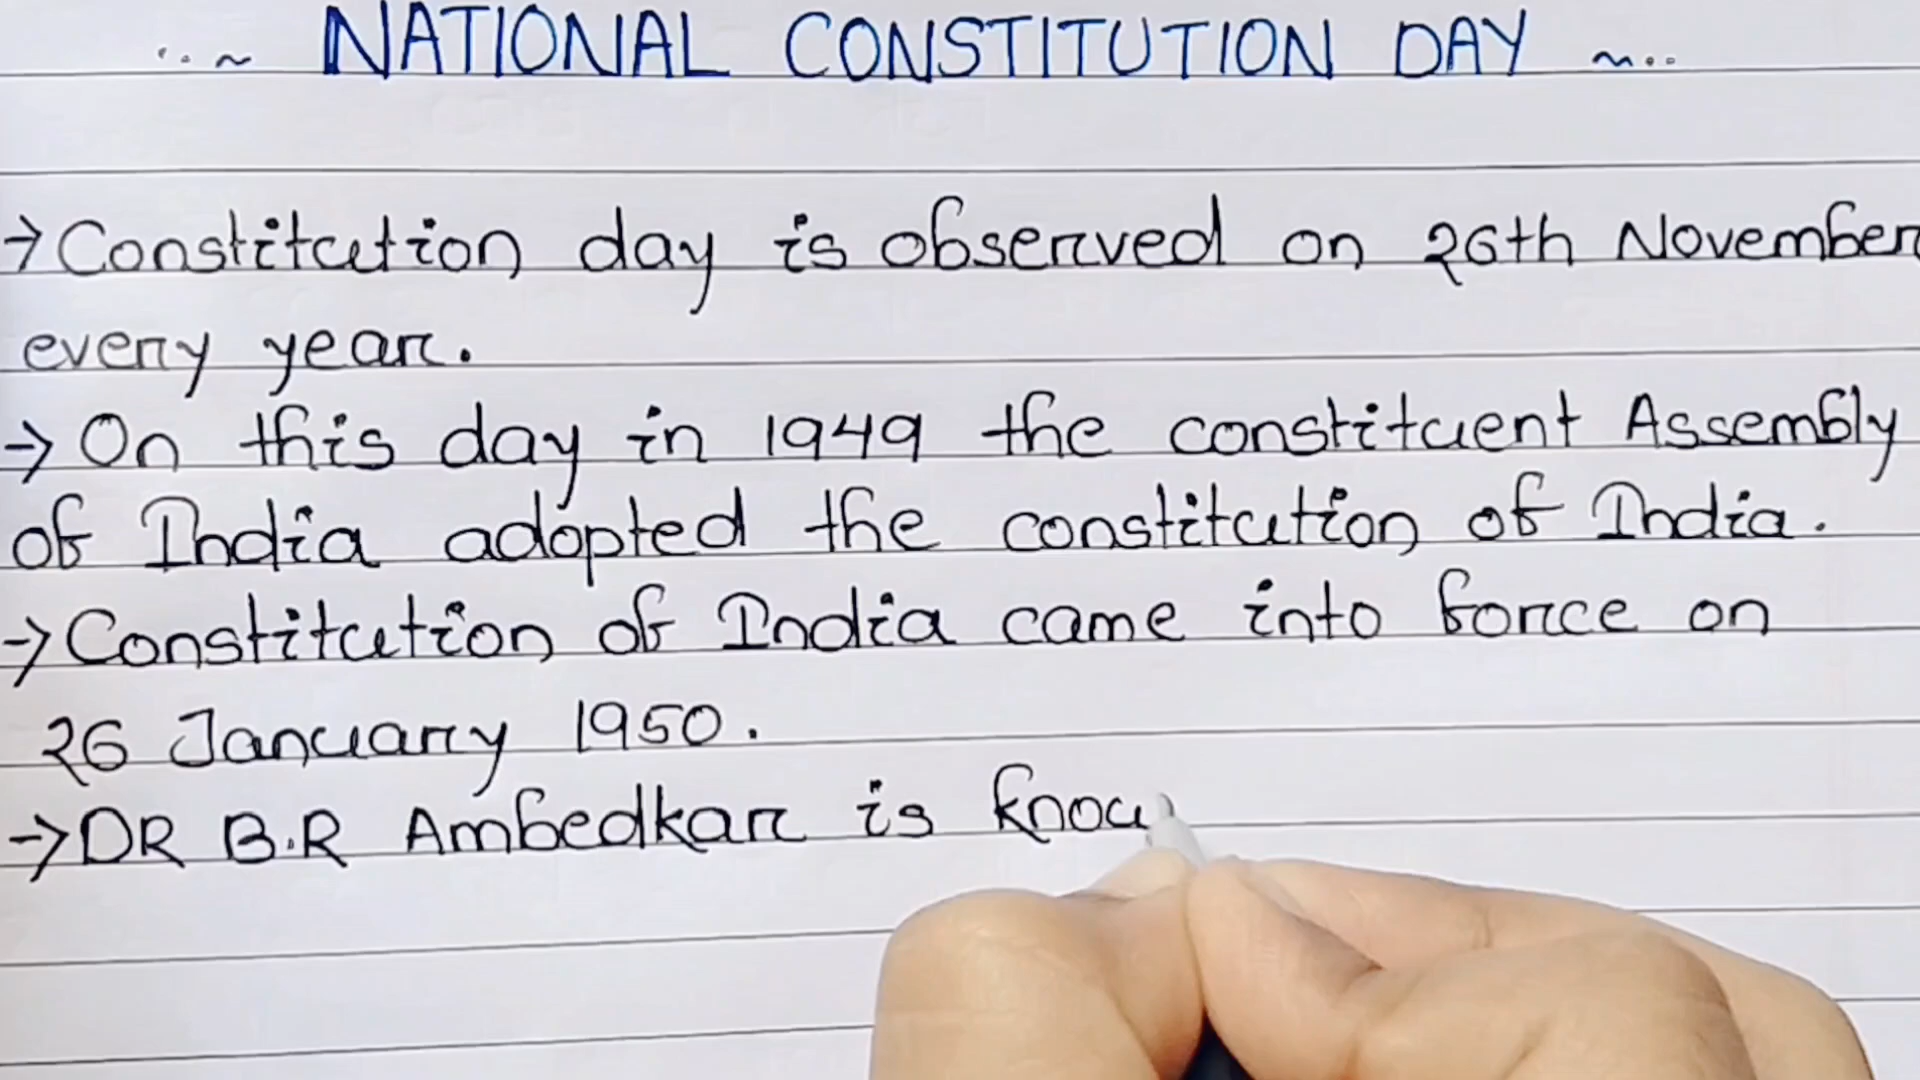 ..~ NATIONAL CONSTITUTION DAY ~..
→ Constitution day is observed on 26th November
every year.
→ On this day in 1949 the constituent Assembly
of India adopted the constitution of India.
→ Constitution of India came into force on
26 January 1950.
→ DR B.R Ambedkar is